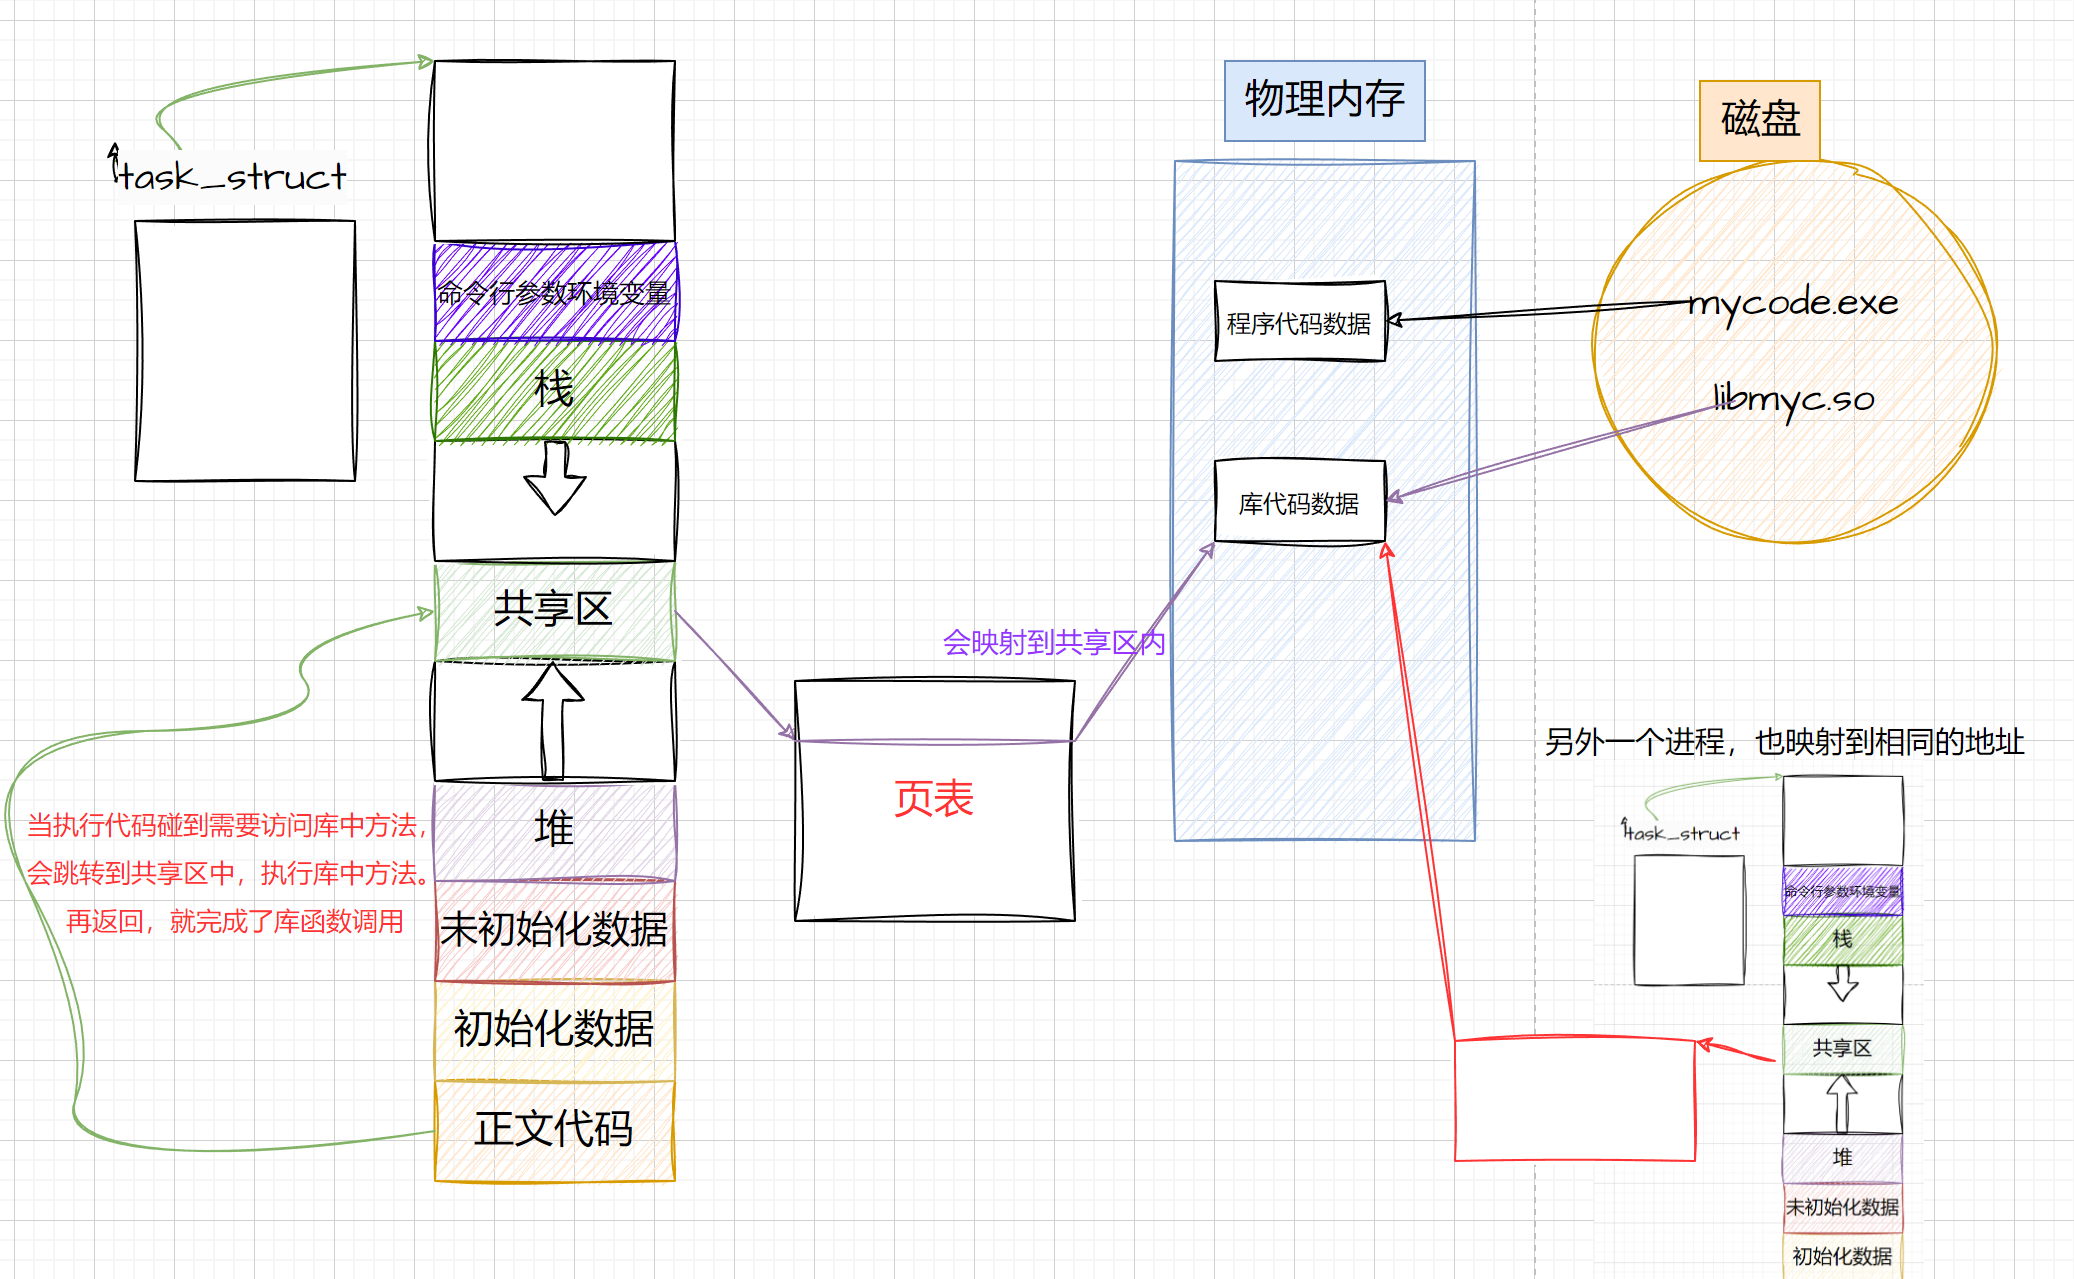 物理内存
磁盘
task_struct
命令行参数环境变量
栈
共享区
堆
未初始化数据
初始化数据
正文代码
当执行代码碰到需要访问库中方法，
会跳转到共享区中，执行库中方法。
再返回，就完成了库函数调用
会映射到共享区内
页表
程序代码数据
库代码数据
mycode.exe
libmyc.so
另外一个进程，也映射到相同的地址
task_struct
命令行参数环境变量
栈
共享区
堆
未初始化数据
初始化数据